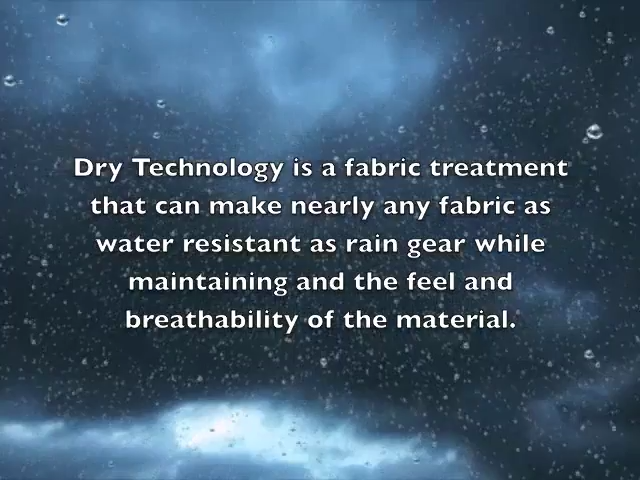 Dry Technology is a fabric treatment
that can make nearly any fabric as
water resistant as rain gear while
maintaining and the feel and
breathability of the material.